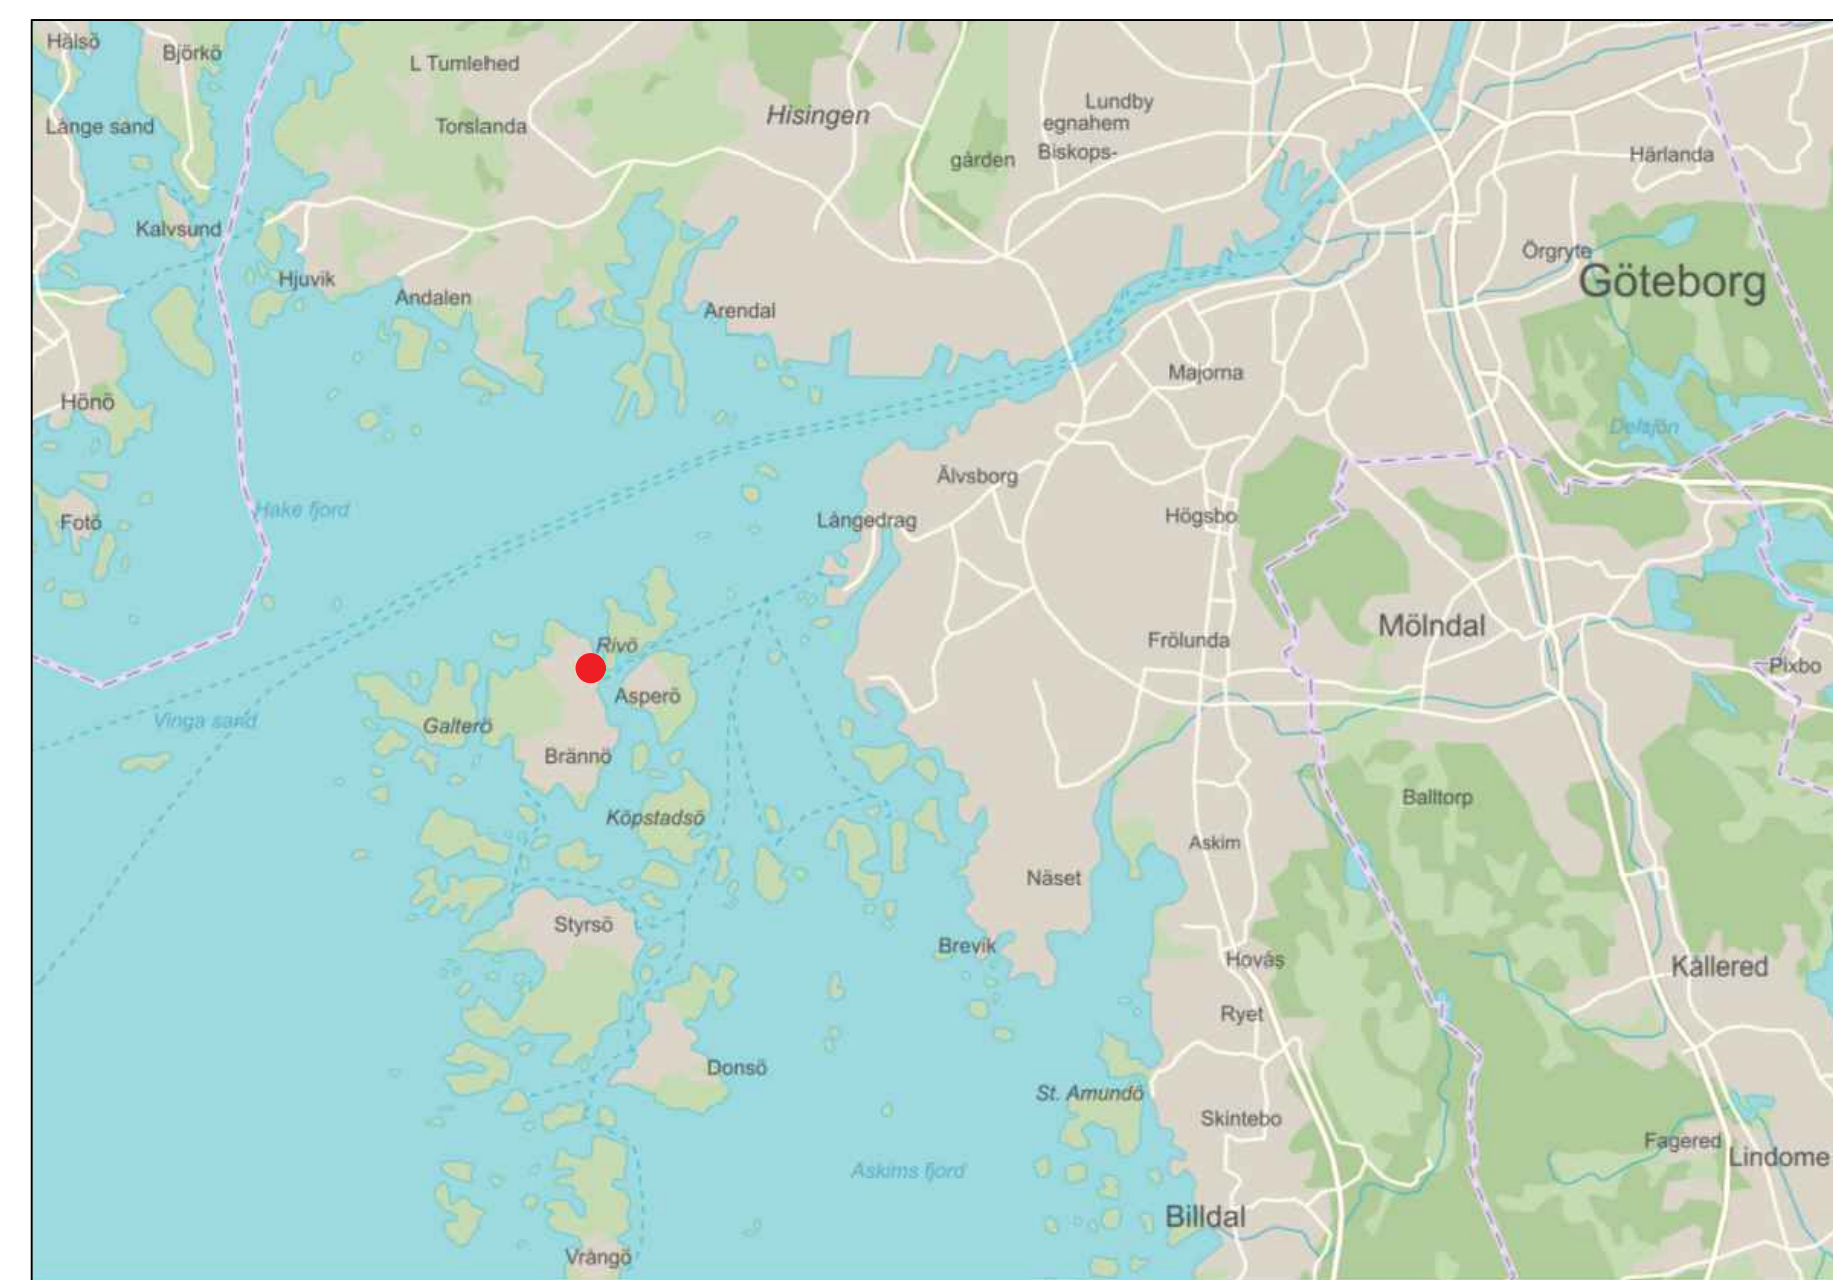 Hälsö
Björkö
L Tumlehed
Hisingen
Lundby
egnahem
Biskops-
gården
Långe sand
Torslanda
Härlanda
Kalvsund
Örgryte
Göteborg
Hjuvik
Andalen
Arendal
Majorna
Hönö
Delsjön
Älvsborg
Hake fjord
Fotö
Långedrag
Högsbo
Rivö
Frölunda
Mölndal
Pixbo
Asperö
Vinga sand
Galterö
Brännö
Köpstadsö
Balltorp
Askim
Näset
Styrsö
Brevik
Hovås
Kållered
Ryet
Donsö
St. Amundö
Skintebo
Fagered
Lindome
Askims fjord
Billdal
Vrångö